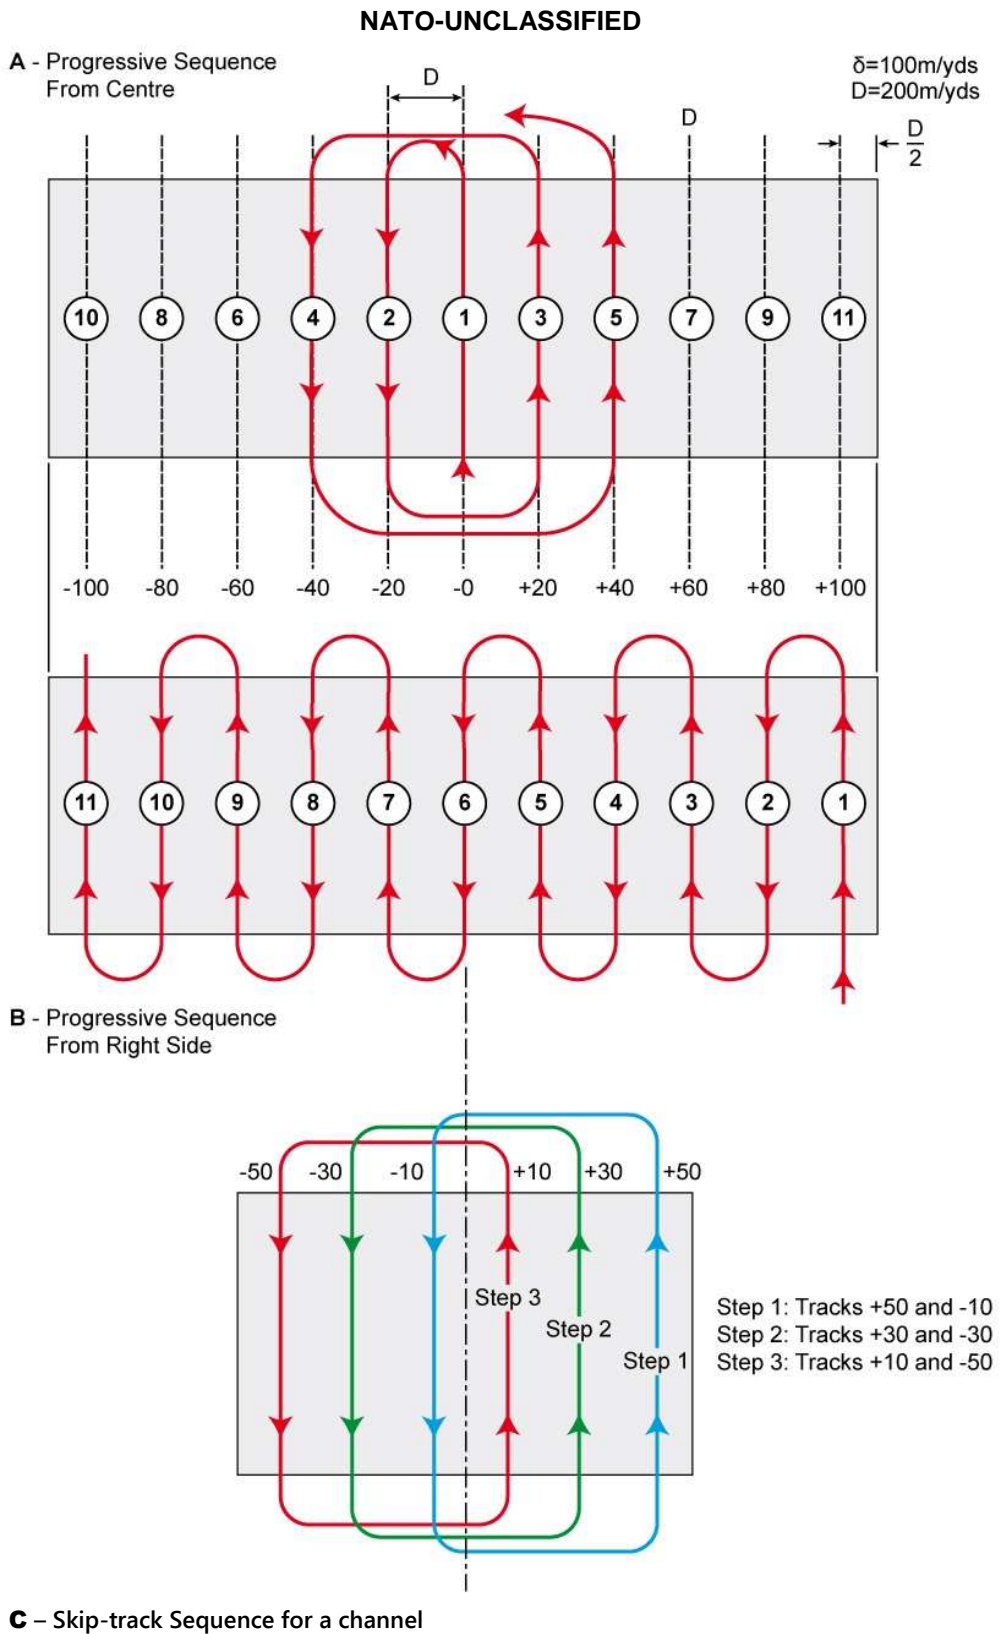 NATO-UNCLASSIFIED
A - Progressive Sequence
From Centre
δ=100m/yds
D=200m/yds
D
D
D
2
10 8 6 4 2 1 3 5 7 9 11
-100 -80 -60 -40 -20 -0 +20 +40 +60 +80 +100
11 10 9 8 7 6 5 4 3 2 1
B - Progressive Sequence
From Right Side
-50 -30 -10 +10 +30 +50
Step 3
Step 2
Step 1
Step 1: Tracks +50 and -10
Step 2: Tracks +30 and -30
Step 3: Tracks +10 and -50
C – Skip-track Sequence for a channel